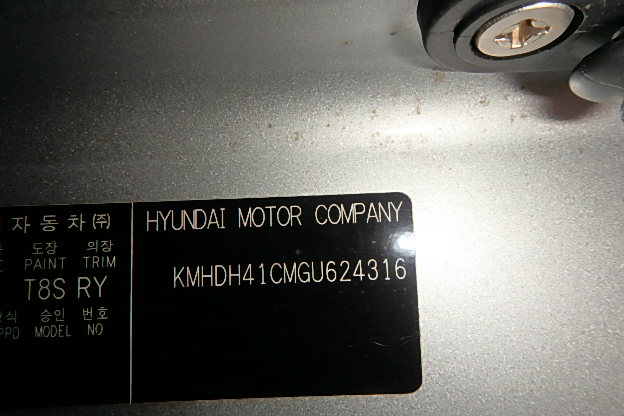 자동차㈜
도장 의장
PAINT TRIM
T8S RY
승인 번호
MODEL NO
HYUNDAI MOTOR COMPANY
KMHDH41CMGU624316